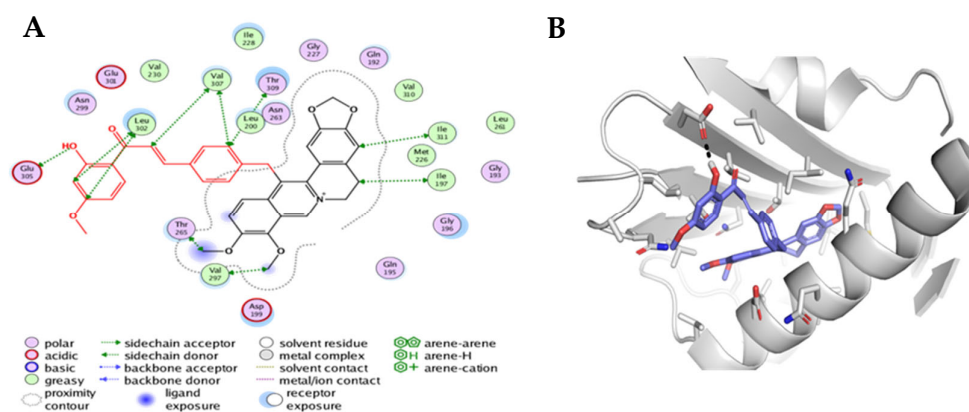 A
B
Ile
228
Gly
227
Gln
192
Glu
301
Val
230
Val
307
Thr
309
Val
310
Asn
299
Leu
302
Leu
200
Asn
263
Leu
261
Ile
311
HO
O
Met
226
Glu
305
Ile
197
Gly
193
O
O
O
N+
Thr
265
Gly
196
O
O
Val
297
Gln
195
Asp
199
polar
acidic
basic
greasy
proximity
contour
sidechain acceptor
sidechain donor
backbone acceptor
backbone donor
ligand
exposure
solvent residue
metal complex
solvent contact
metal/ion contact
receptor
exposure
arene-arene
H arene-H
+ arene-cation